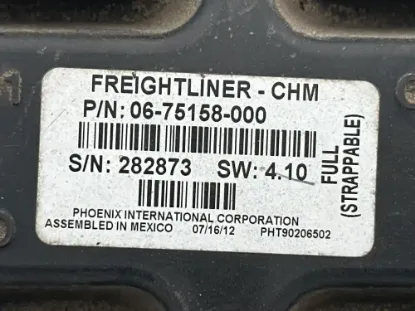 FREIGHTLINER - CHM
P/N: 06-75158-000
S/N: 282873 SW: 4.10
FULL
(STRAPPABLE)
PHOENIX INTERNATIONAL CORPORATION
ASSEMBLED IN MEXICO 07/16/12 PHT90206502